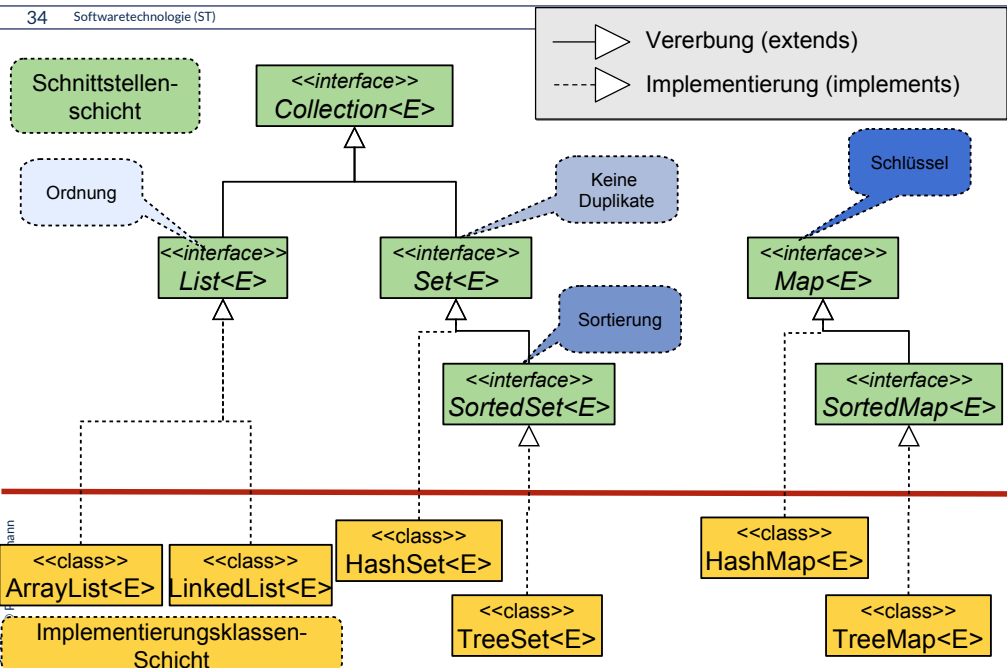 34 Softwaretechnologie (ST)
Vererbung (extends)
Implementierung (implements)
Schnittstellen-
schicht
<<interface>>
Collection<E>
Ordnung
Keine
Duplikate
Schlüssel
<<interface>>
List<E>
<<interface>>
Set<E>
<<interface>>
Map<E>
Sortierung
<<interface>>
SortedSet<E>
<<interface>>
SortedMap<E>
<<class>>
ArrayList<E>
<<class>>
LinkedList<E>
<<class>>
HashSet<E>
<<class>>
HashMap<E>
<<class>>
TreeSet<E>
<<class>>
TreeMap<E>
Implementierungsklassen-
Schicht